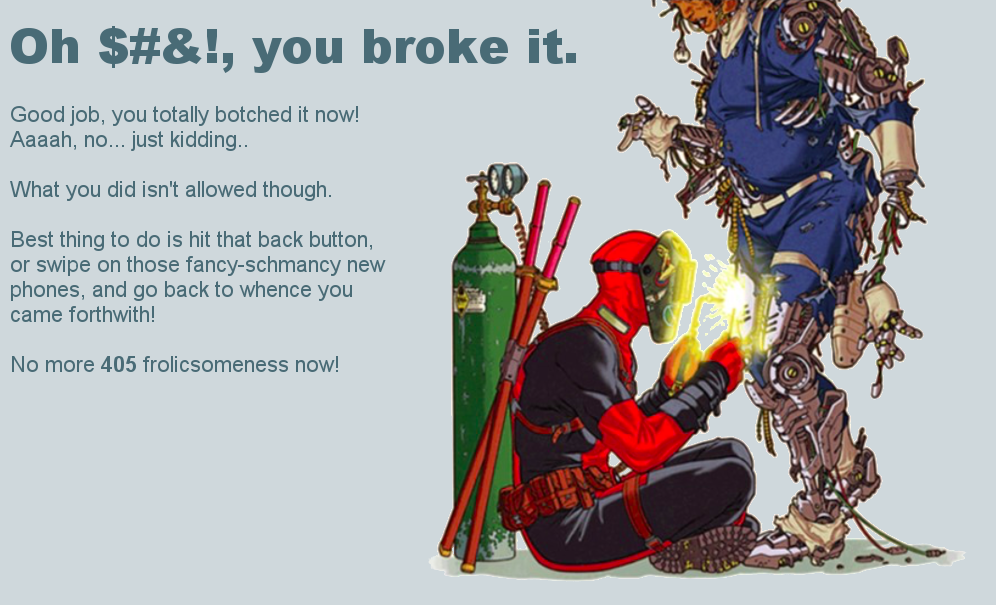 Oh $#&!, you broke it.
Good job, you totally botched it now!
Aaaah, no... just kidding..
What you did isn't allowed though.
Best thing to do is hit that back button,
or swipe on those fancy-schmancy new
phones, and go back to whence you
came forthwith!
No more 405 frolicsomeness now!